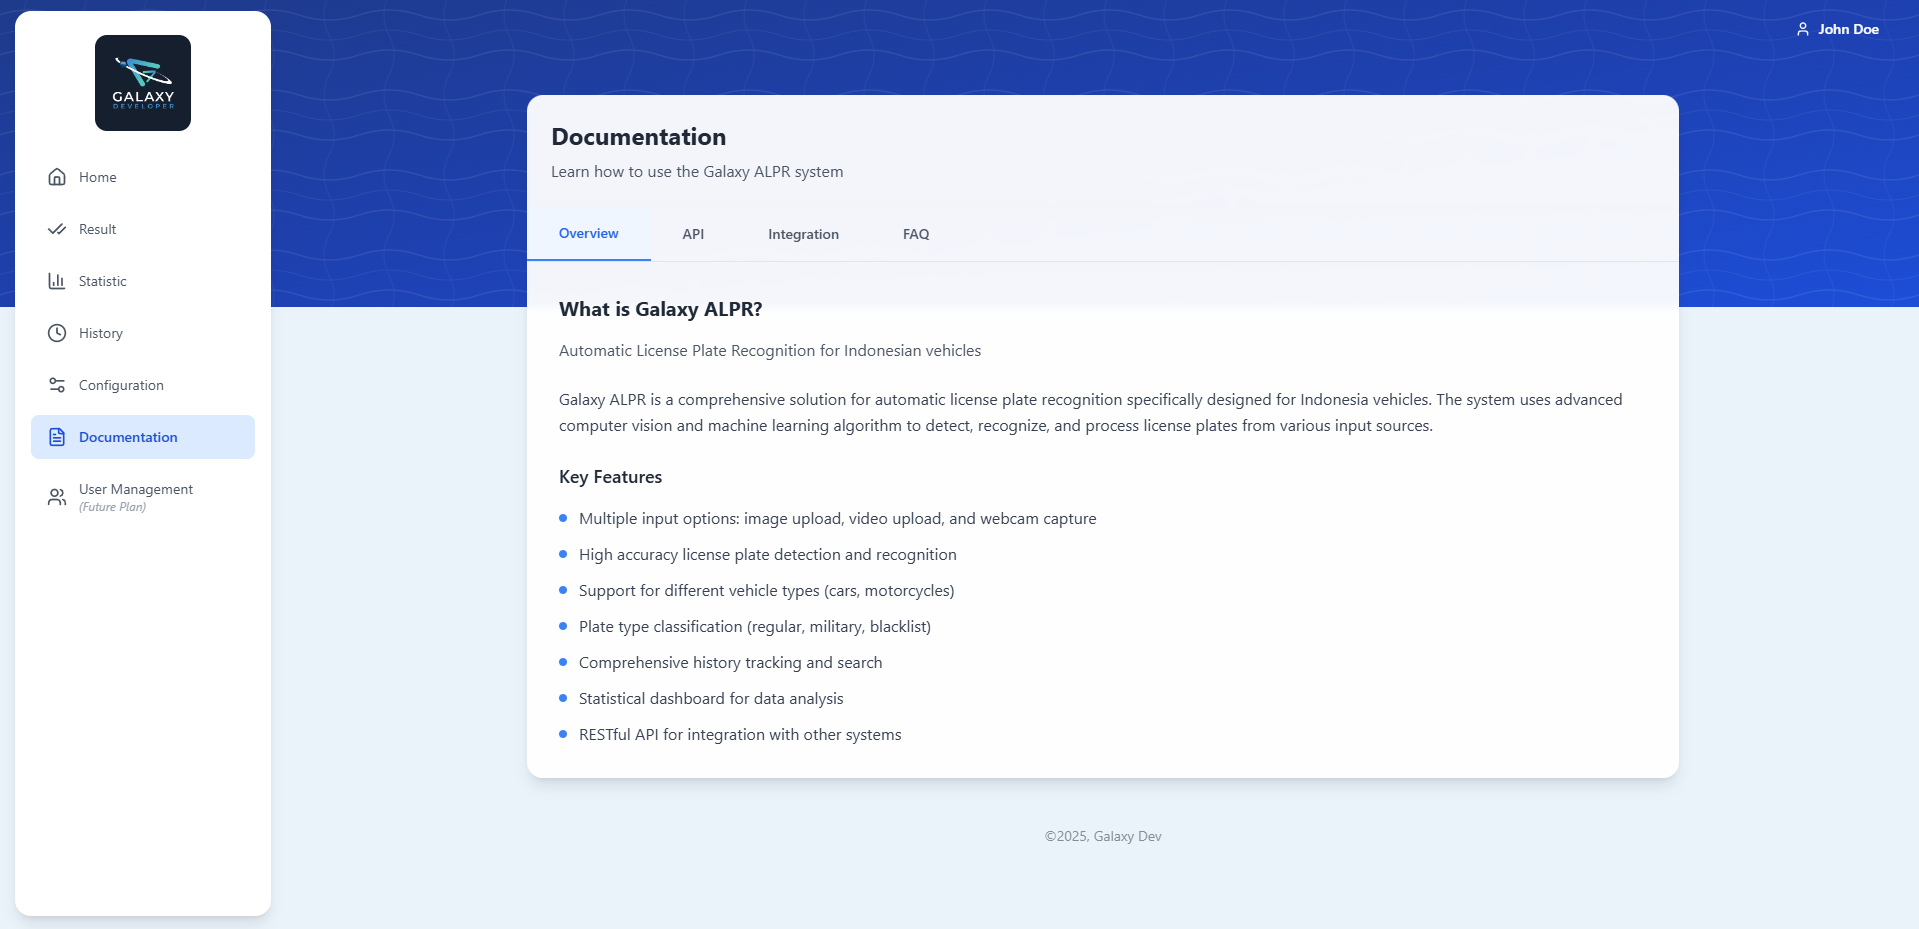 GALAXY
DEVELOPER
Home
Result
Statistic
History
Configuration
Documentation
User Management
(Future Plan)
John Doe
Documentation
Learn how to use the Galaxy ALPR system
Overview
API
Integration
FAQ
What is Galaxy ALPR?
Automatic License Plate Recognition for Indonesian vehicles
Galaxy ALPR is a comprehensive solution for automatic license plate recognition specifically designed for Indonesia vehicles. The system uses advanced
computer vision and machine learning algorithm to detect, recognize, and process license plates from various input sources.
Key Features
Multiple input options: image upload, video upload, and webcam capture
High accuracy license plate detection and recognition
Support for different vehicle types (cars, motorcycles)
Plate type classification (regular, military, blacklist)
Comprehensive history tracking and search
Statistical dashboard for data analysis
RESTful API for integration with other systems
©2025, Galaxy Dev